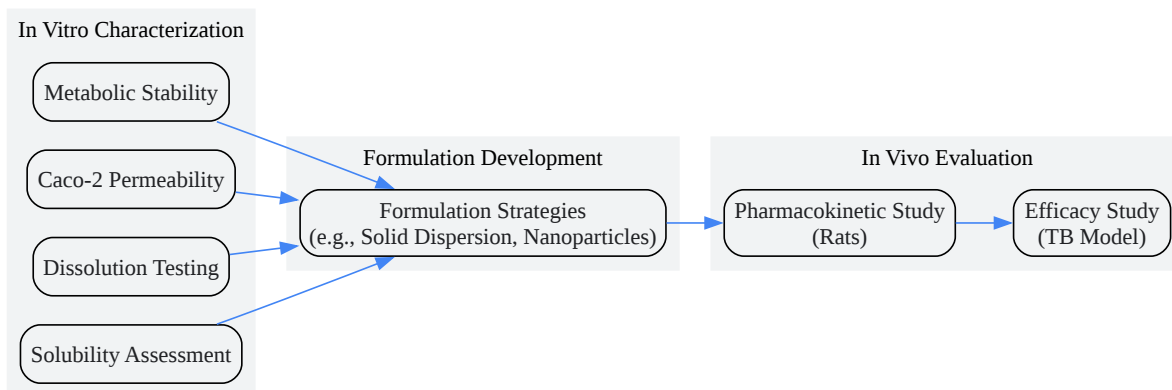 In Vitro Characterization
Metabolic Stability
Caco-2 Permeability
Dissolution Testing
Solubility Assessment
Formulation Development
Formulation Strategies
(e.g., Solid Dispersion, Nanoparticles)
In Vivo Evaluation
Pharmacokinetic Study
(Rats)
Efficacy Study
(TB Model)